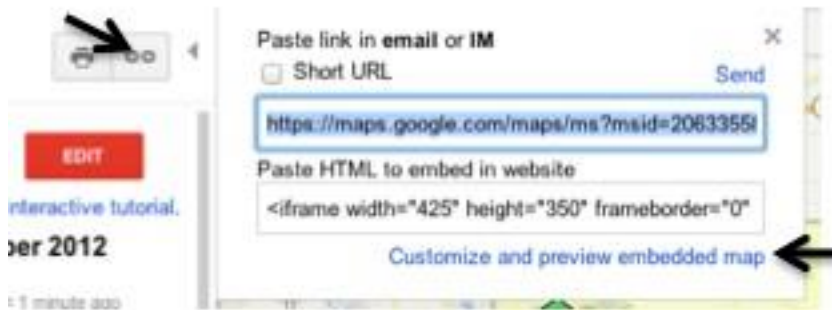 Paste link in email or IM
Short URL
Send
https://maps.google.com/maps/ms?msid=2063355
Paste HTML to embed in website
<iframe width="425" height="350" frameborder="0"
Customize and preview embedded map
EDIT
interactive tutorial.
ber 2012
1 minute ago